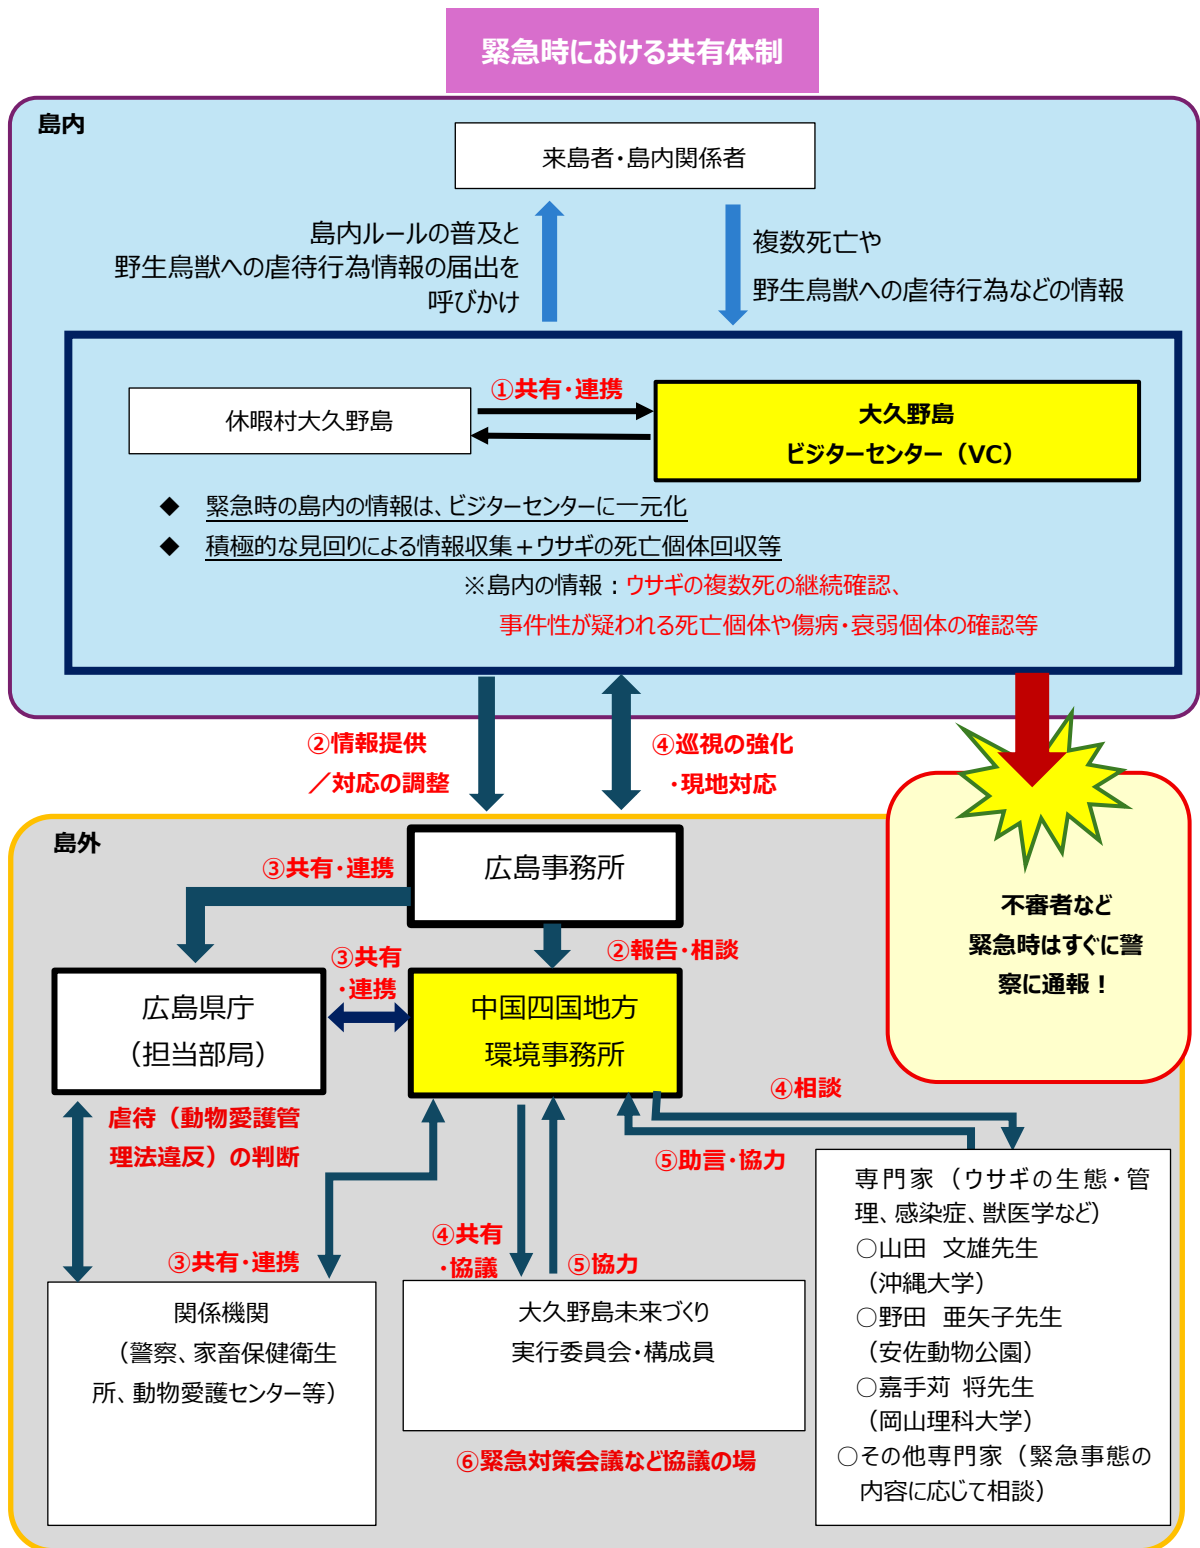 緊急時における共有体制
島内
来島者・島内関係者
島内ルールの普及と
野生鳥獣への虐待行為情報の届出を
呼びかけ
複数死亡や
野生鳥獣への虐待行為などの情報
休暇村大久野島
①共有・連携
大久野島
ビジターセンター（VC）
◆ 緊急時の島内の情報は、ビジターセンターに一元化
◆ 積極的な見回りによる情報収集＋ウサギの死亡個体回収等
※島内の情報：ウサギの複数死の継続確認、
事件性が疑われる死亡個体や傷病・衰弱個体の確認等
②情報提供
／対応の調整
④巡視の強化
・現地対応
不審者など
緊急時はすぐに警
察に通報！
島外
広島事務所
③共有・連携
②報告・相談
③共有
・連携
広島県庁
（担当部局）
中国四国地方
環境事務所
虐待（動物愛護管
理法違反）の判断
④相談
⑤助言・協力
③共有・連携
④共有
・協議
⑤協力
関係機関
（警察、家畜保健衛生
所、動物愛護センター等）
大久野島未来づくり
実行委員会・構成員
⑥緊急対策会議など協議の場
専門家（ウサギの生態・管
理、感染症、獣医学など）
○山田 文雄先生
（沖縄大学）
○野田 亜矢子先生
（安佐動物公園）
○嘉手苅 将先生
（岡山理科大学）
○その他専門家（緊急事態の
内容に応じて相談）